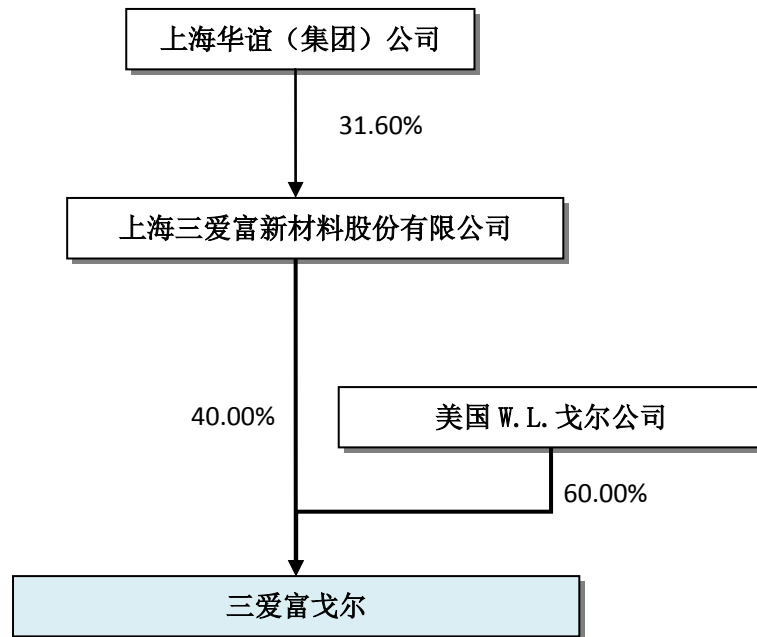 上海华谊（集团）公司
31.60%
上海三爱富新材料股份有限公司
40.00%
美国 W.L.戈尔公司
60.00%
三爱富戈尔